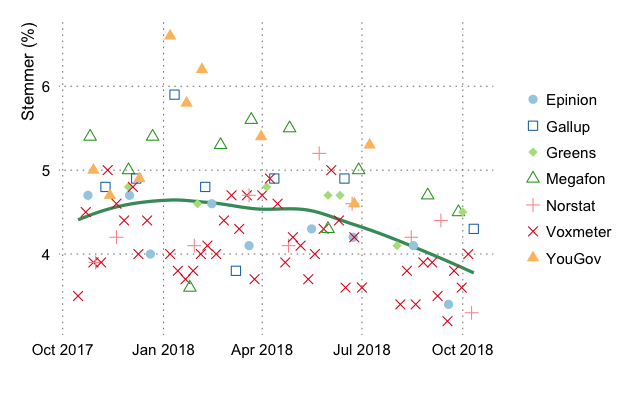 Stemmer (%)
6
5
4
Oct 2017 Jan 2018 Apr 2018 Jul 2018 Oct 2018
Epinion
Gallup
Greens
Megafon
Norstat
Voxmeter
YouGov